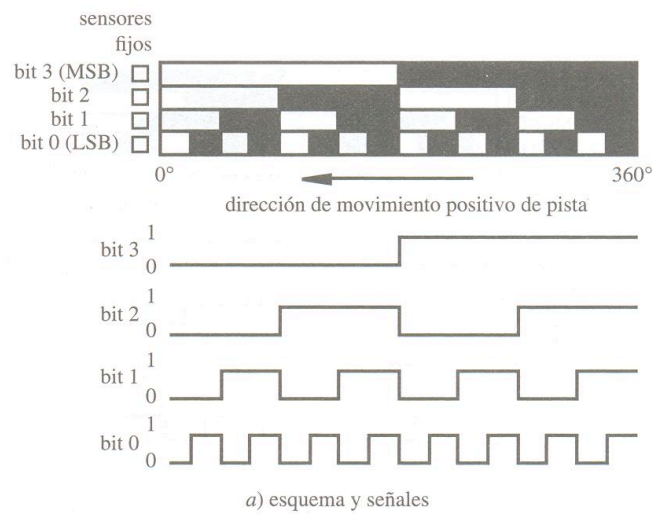 sensores
fijos
bit 3 (MSB)
bit 2
bit 1
bit 0 (LSB)
0° 360°
dirección de movimiento positivo de pista
bit 3 1 0
bit 2 1 0
bit 1 1 0
bit 0 1 0
a) esquema y señales